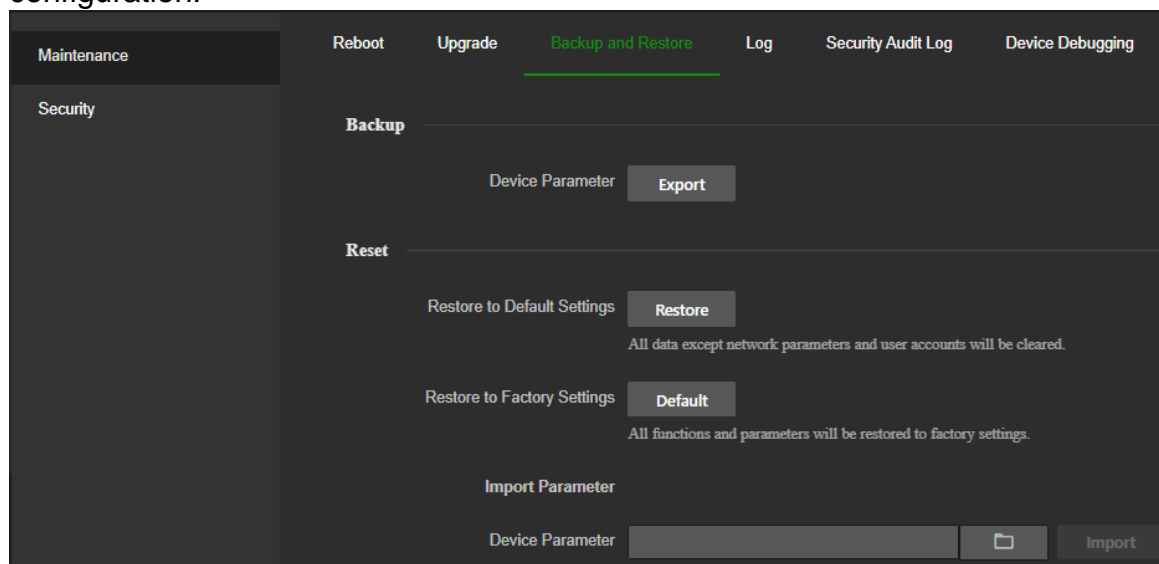 configuration.
Maintenance
Reboot Upgrade Backup and Restore Log Security Audit Log Device Debugging
Security
Backup
Device Parameter Export
Reset
Restore to Default Settings Restore
All data except network parameters and user accounts will be cleared.
Restore to Factory Settings Default
All functions and parameters will be restored to factory settings.
Import Parameter
Device Parameter Import